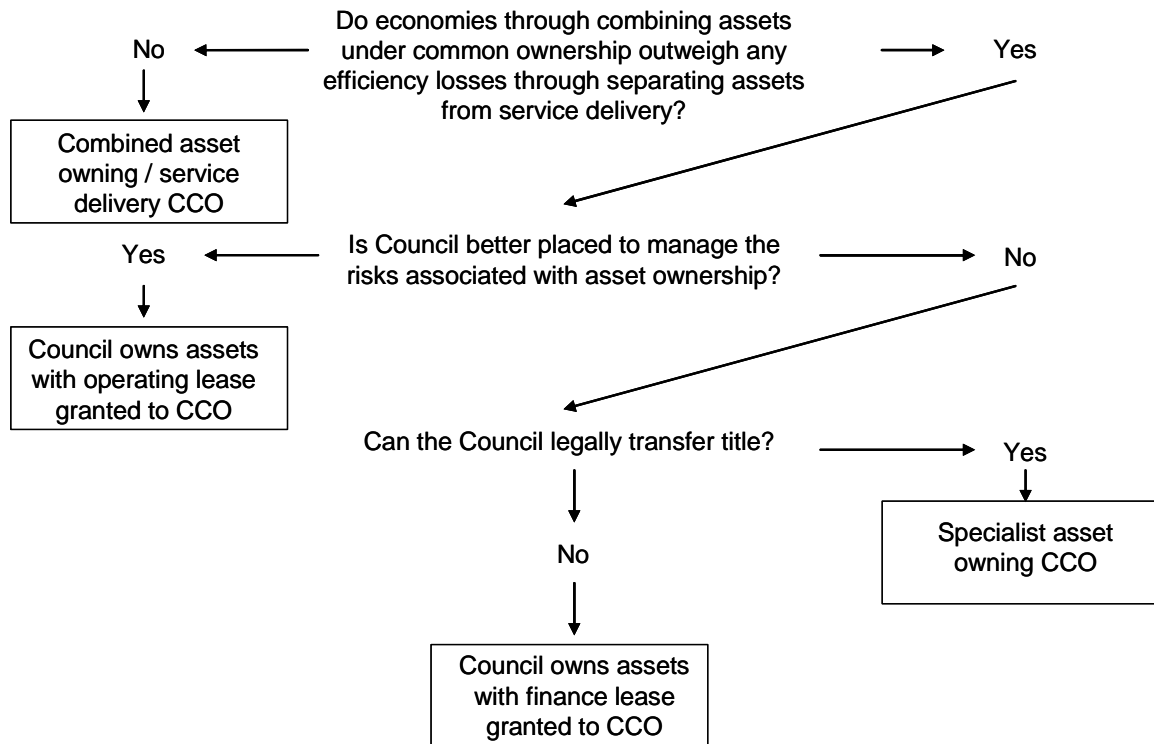 Do economies through combining assets
under common ownership outweigh any
efficiency losses through separating assets
from service delivery?
No
Yes
Combined asset
owning / service
delivery CCO
Is Council better placed to manage the
risks associated with asset ownership?
Yes
No
Council owns assets
with operating lease
granted to CCO
Can the Council legally transfer title?
Yes
Specialist asset
owning CCO
No
Council owns assets
with finance lease
granted to CCO